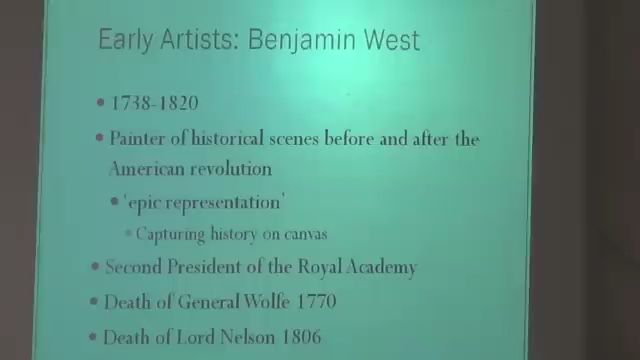 Early Artists: Benjamin West
• 1738-1820
• Painter of historical scenes before and after the
American revolution
• 'epic representation'
• Capturing history on canvas
• Second President of the Royal Academy
• Death of General Wolfe 1770
• Death of Lord Nelson 1806